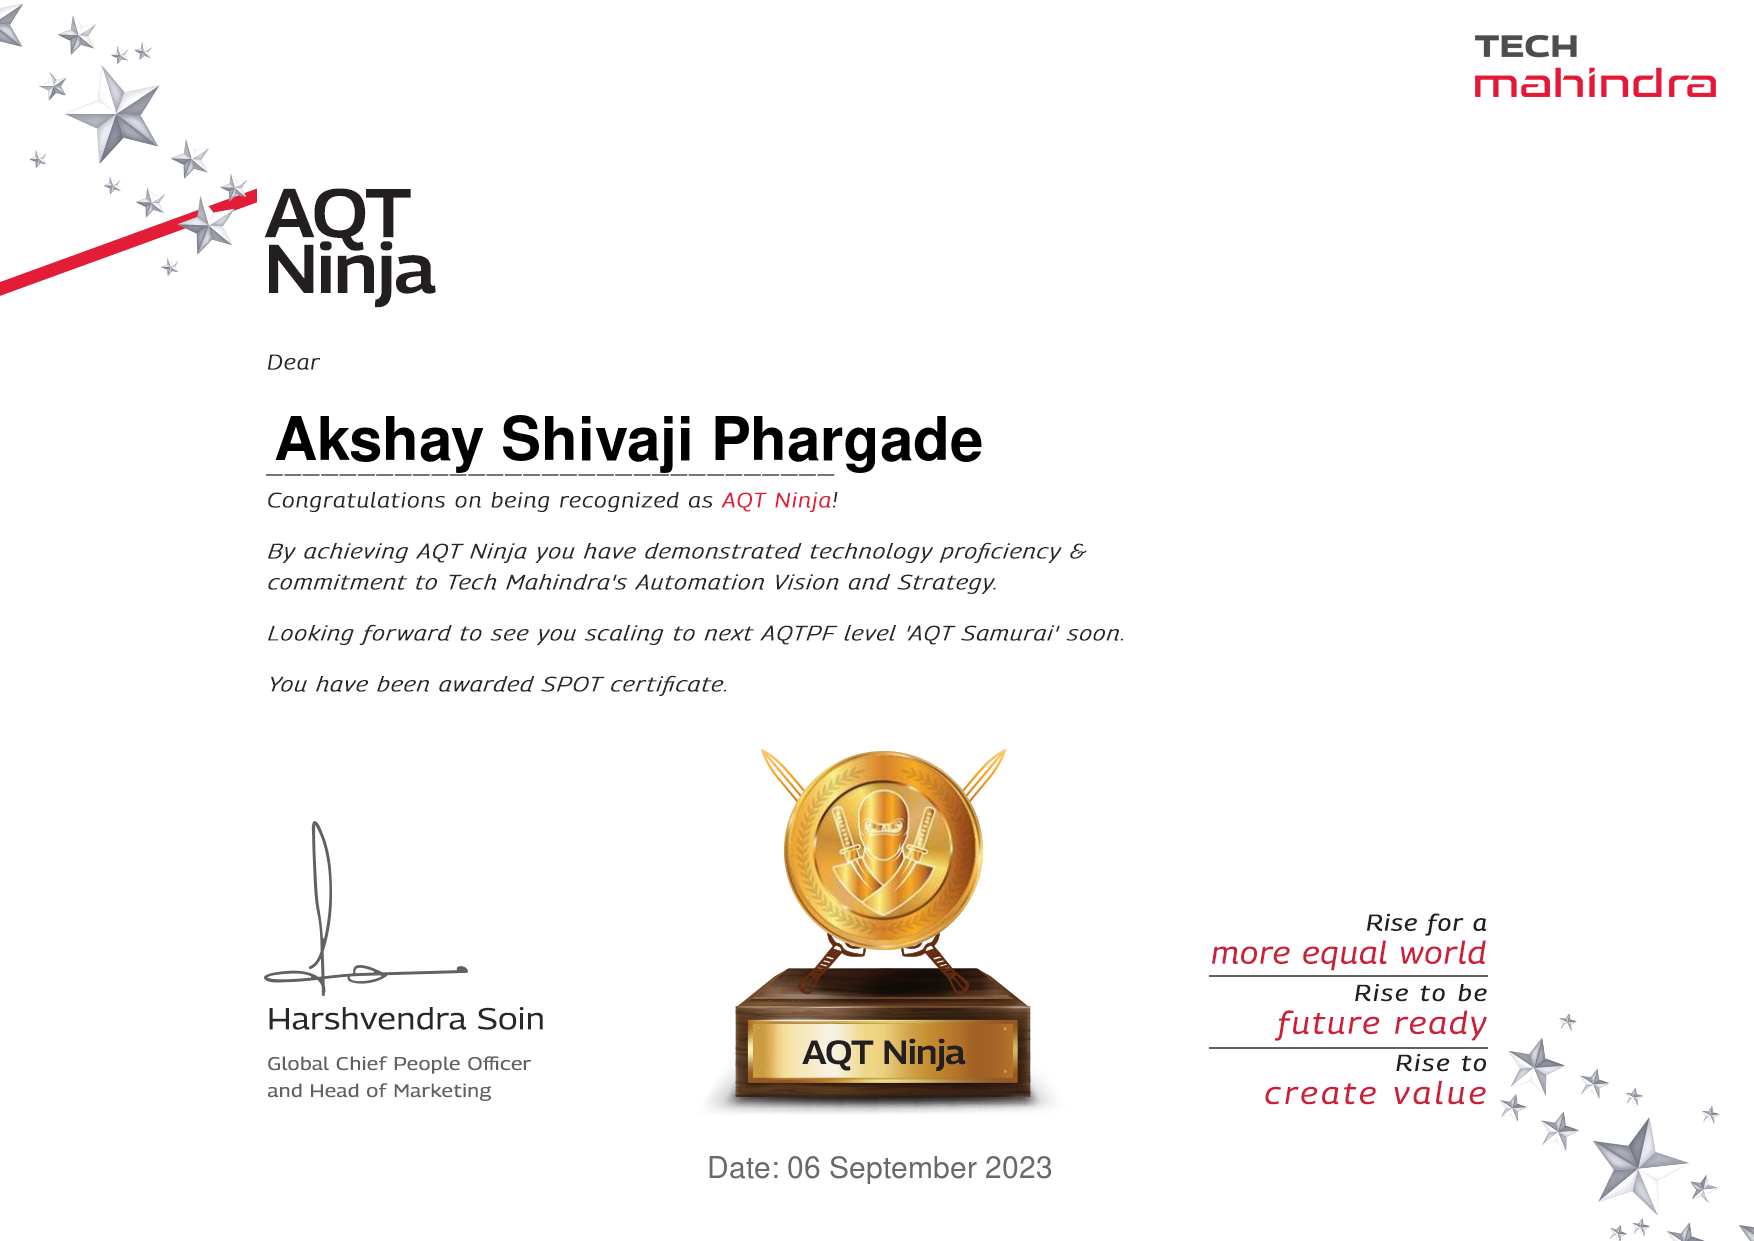 TECH
mahindra
AQT
Ninja
Dear
Akshay Shivaji Phargade
Congratulations on being recognized as AQT Ninja!
By achieving AQT Ninja you have demonstrated technology proficiency &
commitment to Tech Mahindra's Automation Vision and Strategy.
Looking forward to see you scaling to next AQTPF level 'AQT Samurai' soon.
You have been awarded SPOT certificate.
Harshvendra Soin
Global Chief People Officer
and Head of Marketing
AQT Ninja
Rise for a
more equal world
Rise to be
future ready
Rise to
create value
Date: 06 September 2023